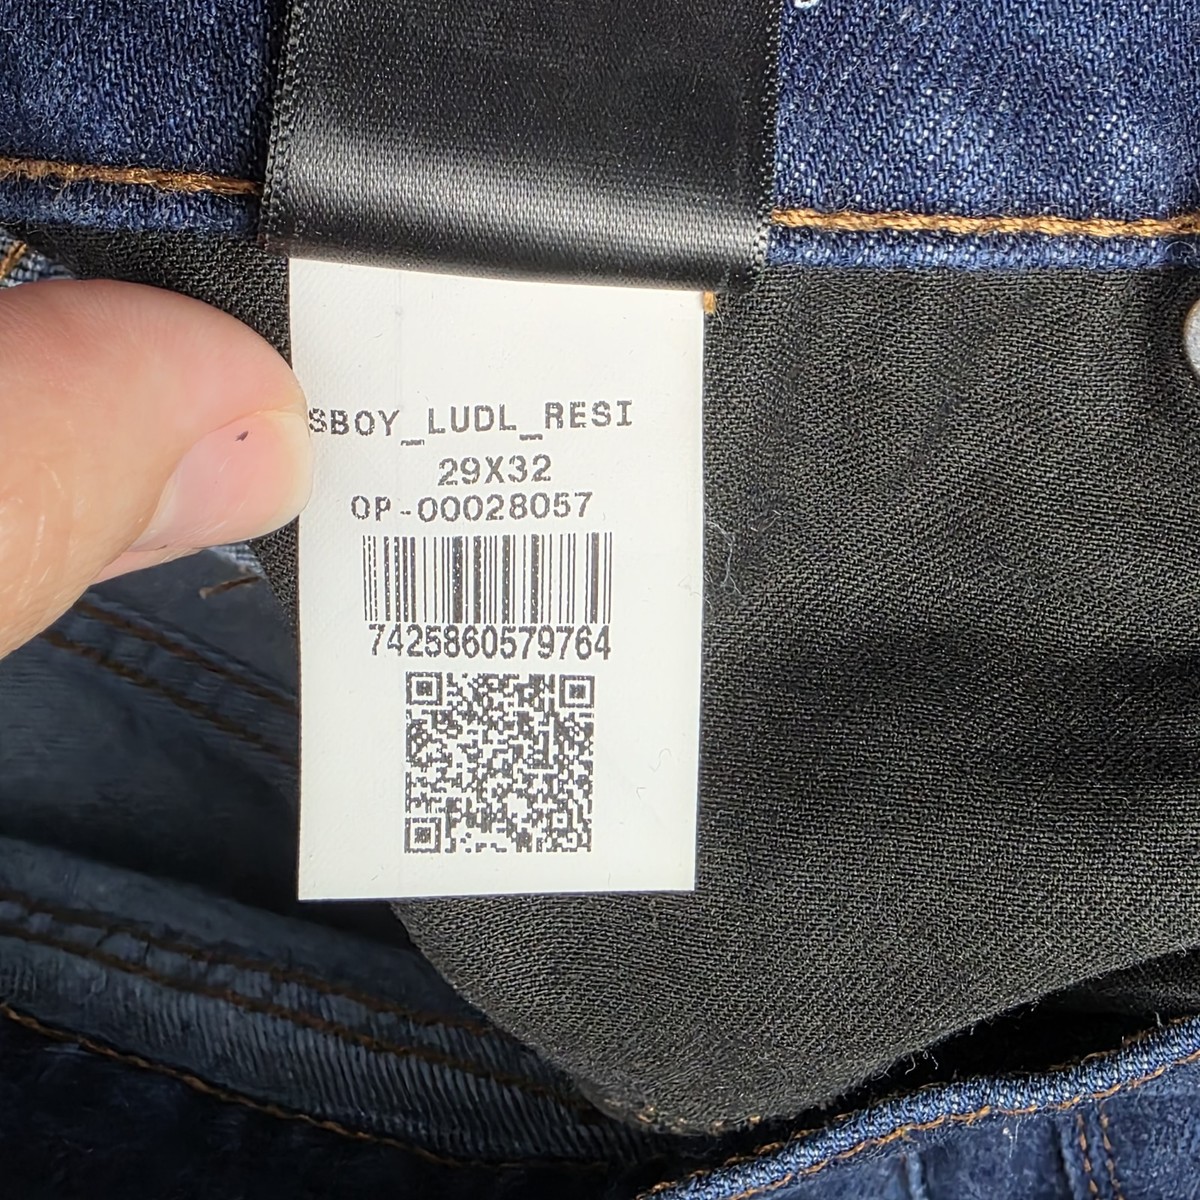 SBOY_LUDL_RESI
29X32
OP-00028057
7425860579764